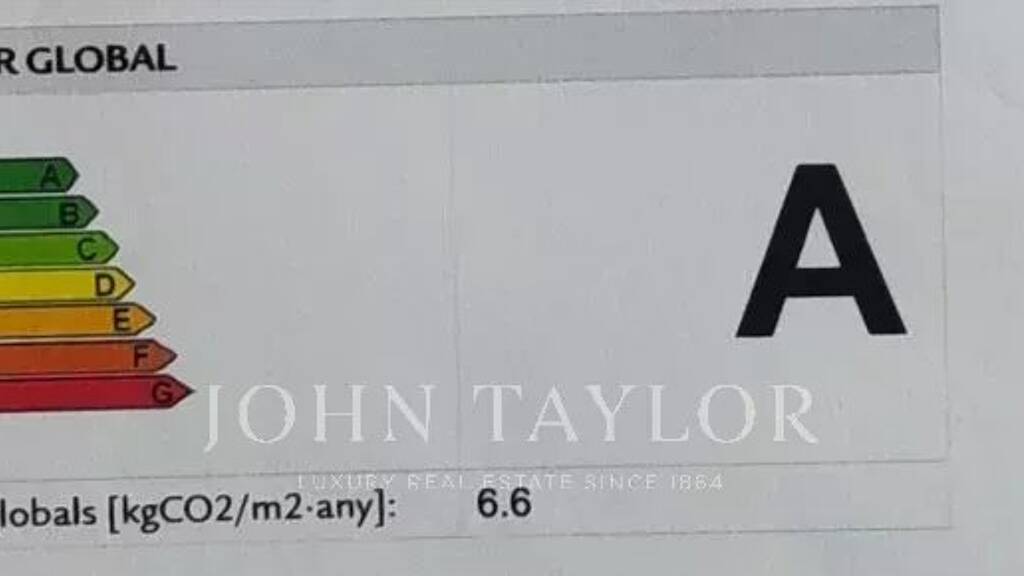 R GLOBAL
A
B
C
D
E
F
G
A
JOHN TAYLOR
LUXURY REAL ESTATE SINCE 1864
lobals [kgCO2/m2·any]: 6.6